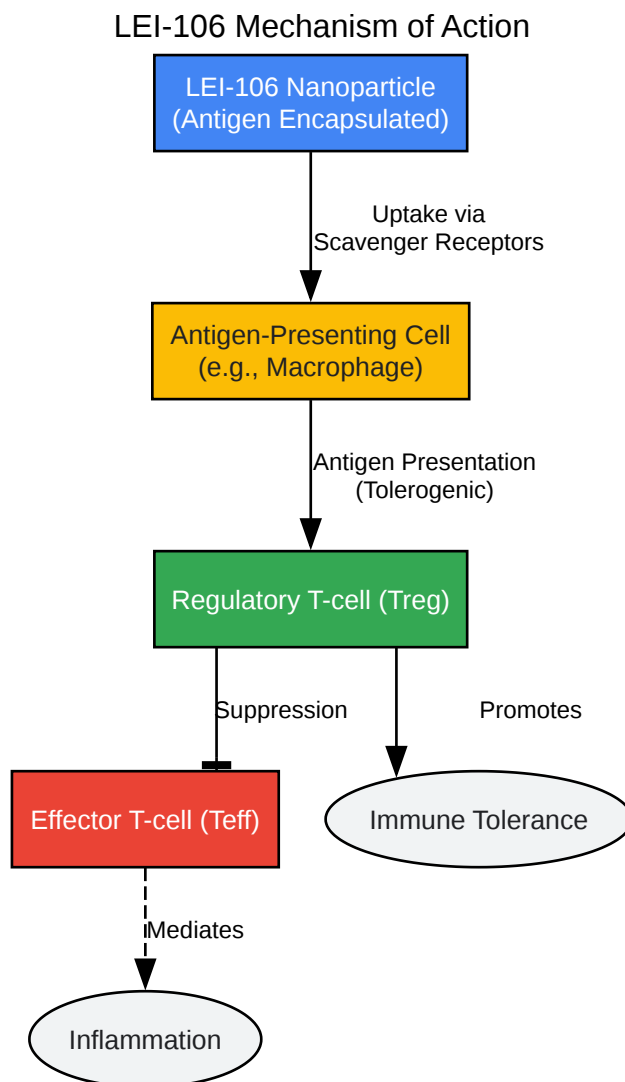 LEI-106 Mechanism of Action
LEI-106 Nanoparticle
(Antigen Encapsulated)
Uptake via
Scavenger Receptors
Antigen-Presenting Cell
(e.g., Macrophage)
Antigen Presentation
(Tolerogenic)
Regulatory T-cell (Treg)
Suppression
Promotes
Effector T-cell (Teff)
Immune Tolerance
Mediates
Inflammation